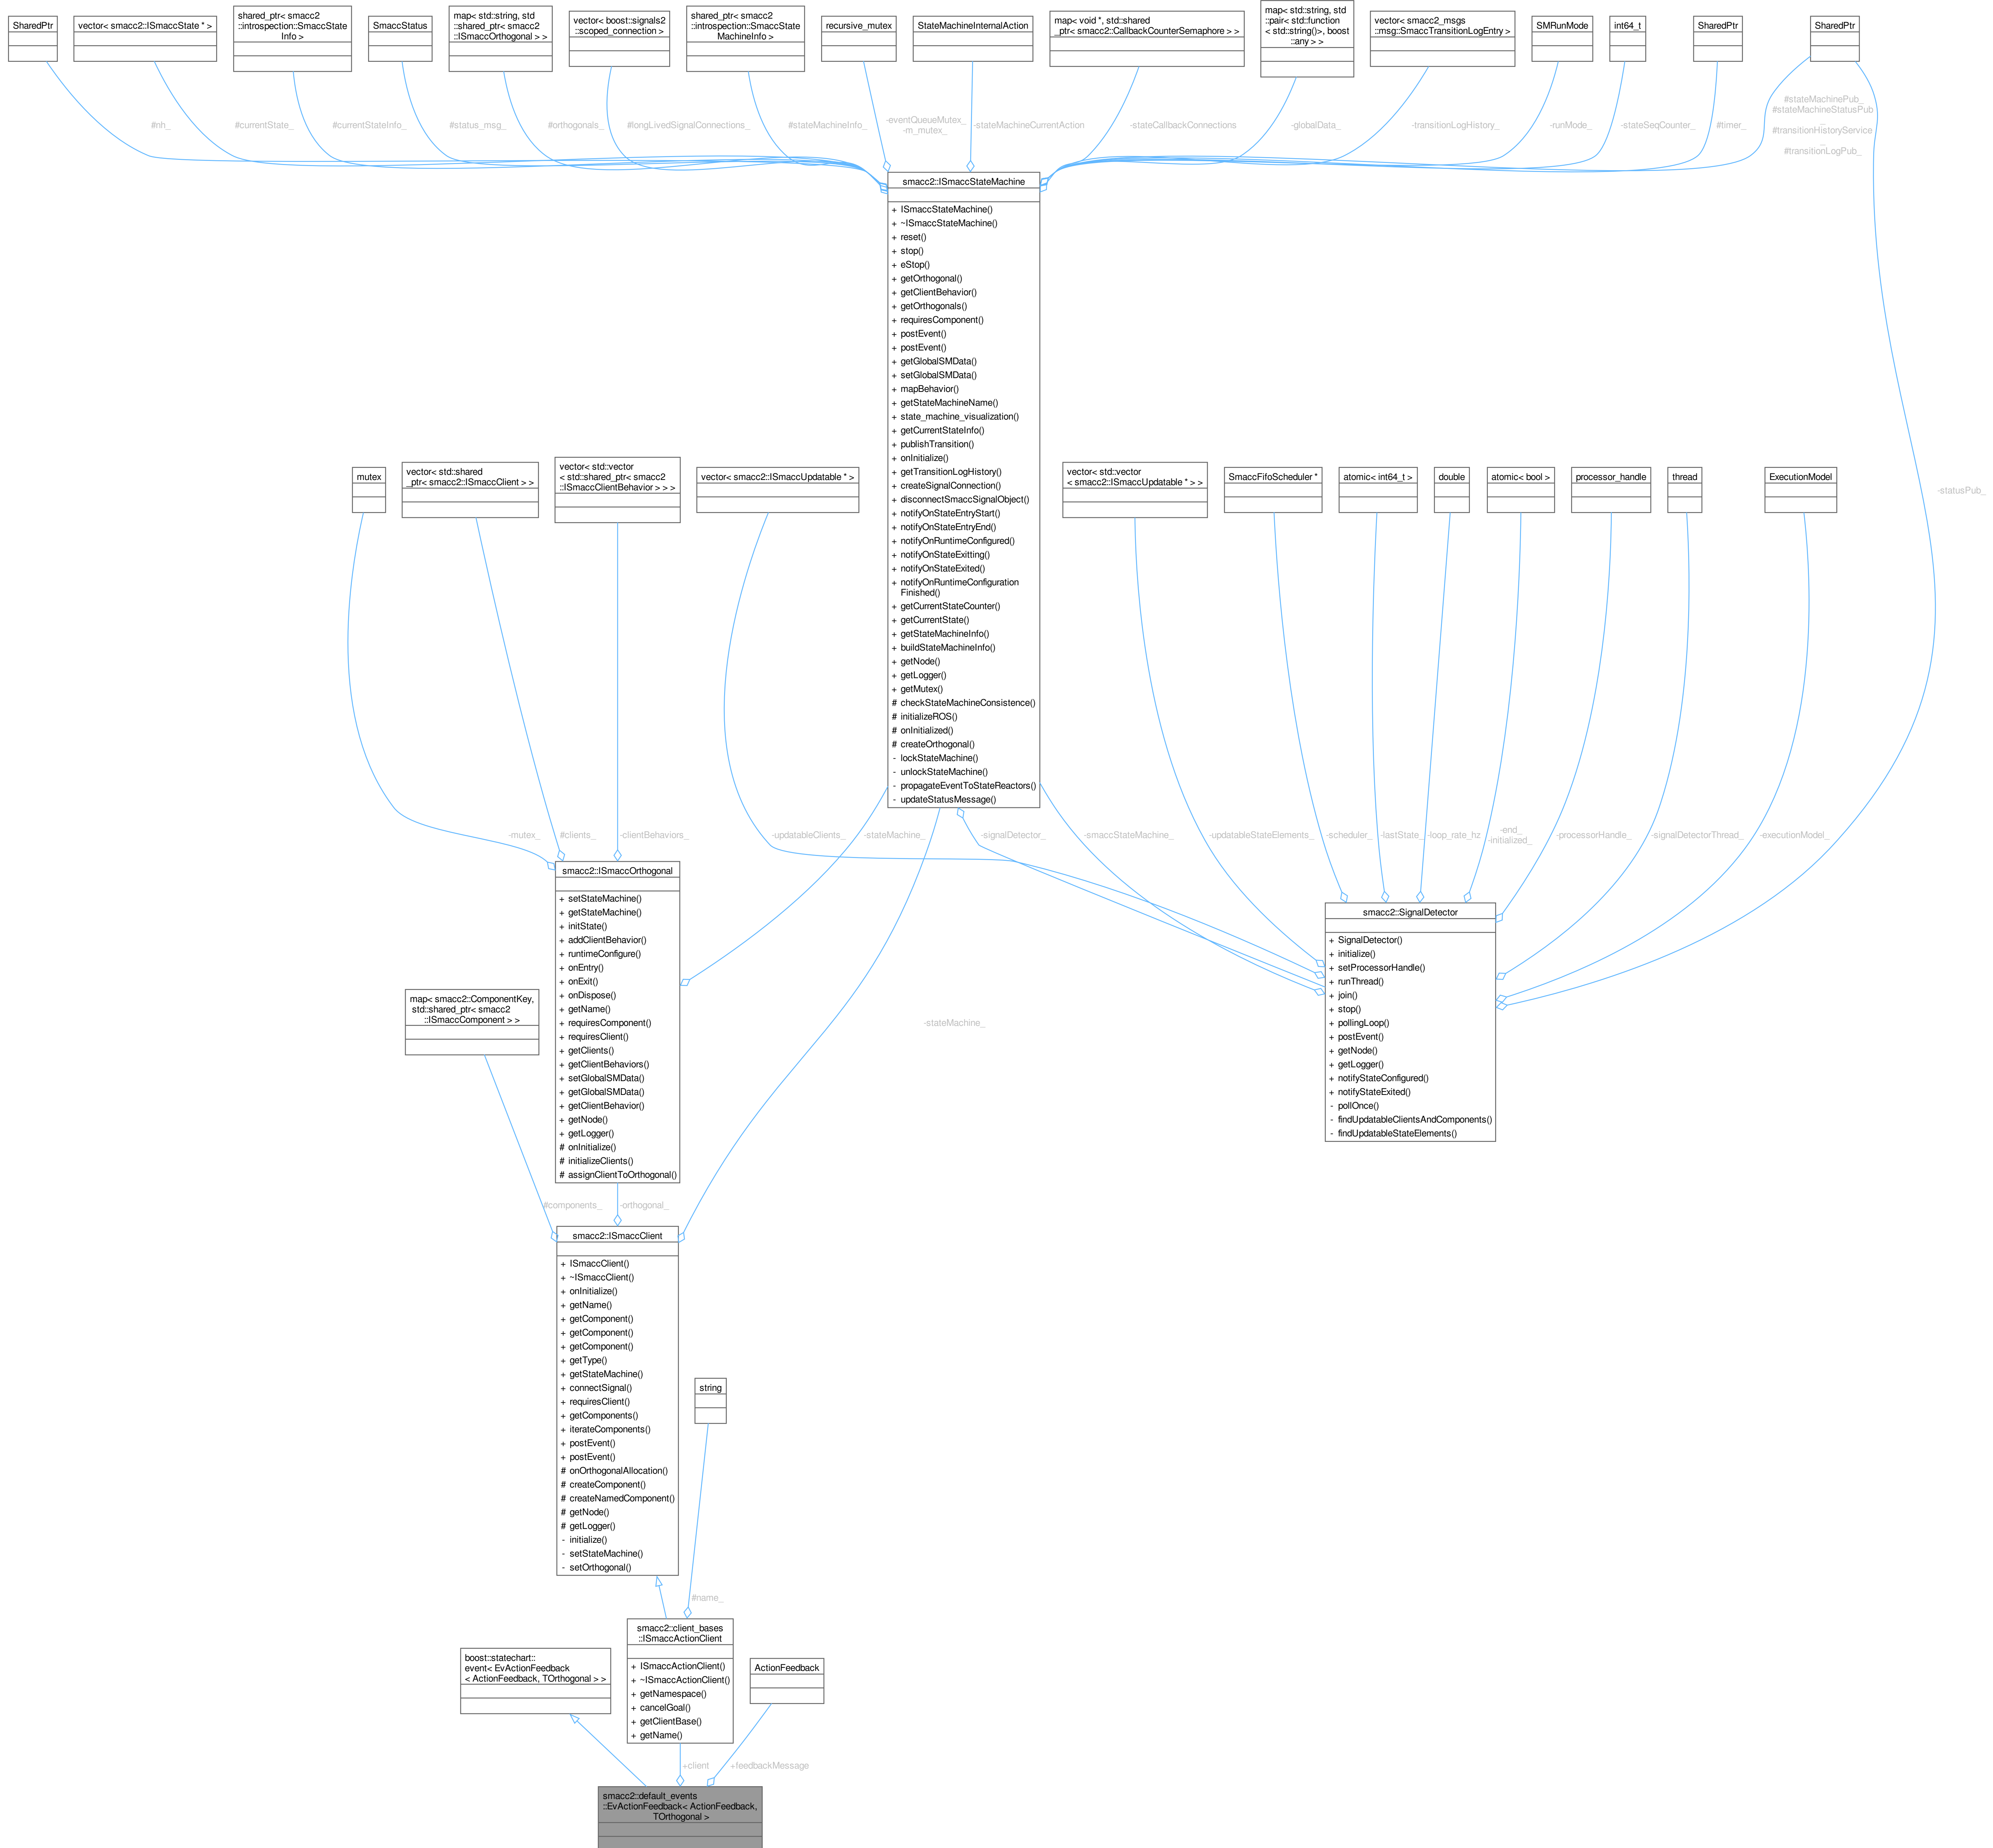 SharedPtr
vector< smacc2::ISmaccState * >
shared_ptr< smacc2
::introspection::SmaccState
Info >
SmaccStatus
map< std::string, std
::shared_ptr< smacc2
::ISmaccOrthogonal > >
vector< boost::signals2
::scoped_connection >
shared_ptr< smacc2
::introspection::SmaccState
MachineInfo >
recursive_mutex
StateMachineInternalAction
map< void *, std::shared
_ptr< smacc2::CallbackCounterSemaphore > >
map< std::string, std
::pair< std::function
< std::string()>, boost
::any > >
vector< smacc2_msgs
::msg::SmaccTransitionLogEntry >
SMRunMode
int64_t
SharedPtr
SharedPtr
#nh_
#currentState_
#currentStateInfo_
#status_msg_
#orthogonals_
#longLivedSignalConnections_
#stateMachineInfo_
-eventQueueMutex_
-m_mutex_
-stateMachineCurrentAction
-stateCallbackConnections
-globalData_
-transitionLogHistory_
-runMode_
-stateSeqCounter_
#timer_
#stateMachinePub_
#stateMachineStatusPub
_
#transitionHistoryService
_
#transitionLogPub_
smacc2::ISmaccStateMachine
+ ISmaccStateMachine()
+ ~ISmaccStateMachine()
+ reset()
+ stop()
+ eStop()
+ getOrthogonal()
+ getClientBehavior()
+ getOrthogonals()
+ requiresComponent()
+ postEvent()
+ postEvent()
+ getGlobalSMData()
+ setGlobalSMData()
+ mapBehavior()
+ getStateMachineName()
+ state_machine_visualization()
+ getCurrentStateInfo()
+ publishTransition()
+ onInitialize()
+ getTransitionLogHistory()
+ createSignalConnection()
+ disconnectSmaccSignalObject()
+ notifyOnStateEntryStart()
+ notifyOnStateEntryEnd()
+ notifyOnRuntimeConfigured()
+ notifyOnStateExitting()
+ notifyOnStateExited()
+ notifyOnRuntimeConfiguration
Finished()
+ getCurrentStateCounter()
+ getCurrentState()
+ getStateMachineInfo()
+ buildStateMachineInfo()
+ getNode()
+ getLogger()
+ getMutex()
# checkStateMachineConsistence()
# initializeROS()
# onInitialized()
# createOrthogonal()
- lockStateMachine()
- unlockStateMachine()
- propagateEventToStateReactors()
- updateStatusMessage()
mutex
vector< std::shared
_ptr< smacc2::ISmaccClient > >
vector< std::vector
< std::shared_ptr< smacc2
::ISmaccClientBehavior > > >
vector< smacc2::ISmaccUpdatable * >
vector< std::vector
< smacc2::ISmaccUpdatable * > >
SmaccFifoScheduler *
atomic< int64_t >
double
atomic< bool >
processor_handle
thread
ExecutionModel
-statusPub_
-mutex_
#clients_
-clientBehaviors_
-updatableClients_
-stateMachine_
-signalDetector_
-smaccStateMachine_
-updatableStateElements_
-scheduler_
-lastState_
-loop_rate_hz
-end_
-initialized_
-processorHandle_
-signalDetectorThread_
-executionModel_
smacc2::ISmaccOrthogonal
+ setStateMachine()
+ getStateMachine()
+ initState()
+ addClientBehavior()
+ runtimeConfigure()
+ onEntry()
+ onExit()
+ onDispose()
+ getName()
+ requiresComponent()
+ requiresClient()
+ getClients()
+ getClientBehaviors()
+ setGlobalSMData()
+ getGlobalSMData()
+ getClientBehavior()
+ getNode()
+ getLogger()
# onInitialize()
# initializeClients()
# assignClientToOrthogonal()
smacc2::SignalDetector
+ SignalDetector()
+ initialize()
+ setProcessorHandle()
+ runThread()
+ join()
+ stop()
+ pollingLoop()
+ postEvent()
+ getNode()
+ getLogger()
+ notifyStateConfigured()
+ notifyStateExited()
- pollOnce()
- findUpdatableClientsAndComponents()
- findUpdatableStateElements()
map< smacc2::ComponentKey,
std::shared_ptr< smacc2
::ISmaccComponent > >
-stateMachine_
#components_
-orthogonal_
smacc2::ISmaccClient
+ ISmaccClient()
+ ~ISmaccClient()
+ onInitialize()
+ getName()
+ getComponent()
+ getComponent()
+ getComponent()
+ getType()
+ getStateMachine()
+ connectSignal()
+ requiresClient()
+ getComponents()
+ iterateComponents()
+ postEvent()
+ postEvent()
# onOrthogonalAllocation()
# createComponent()
# createNamedComponent()
# getNode()
# getLogger()
- initialize()
- setStateMachine()
- setOrthogonal()
string
#name_
smacc2::client_bases
::ISmaccActionClient
+ ISmaccActionClient()
+ ~ISmaccActionClient()
+ getNamespace()
+ cancelGoal()
+ getClientBase()
+ getName()
boost::statechart::
event< EvActionFeedback
< ActionFeedback, TOrthogonal > >
ActionFeedback
+client
+feedbackMessage
smacc2::default_events
::EvActionFeedback< ActionFeedback,
TOrthogonal >